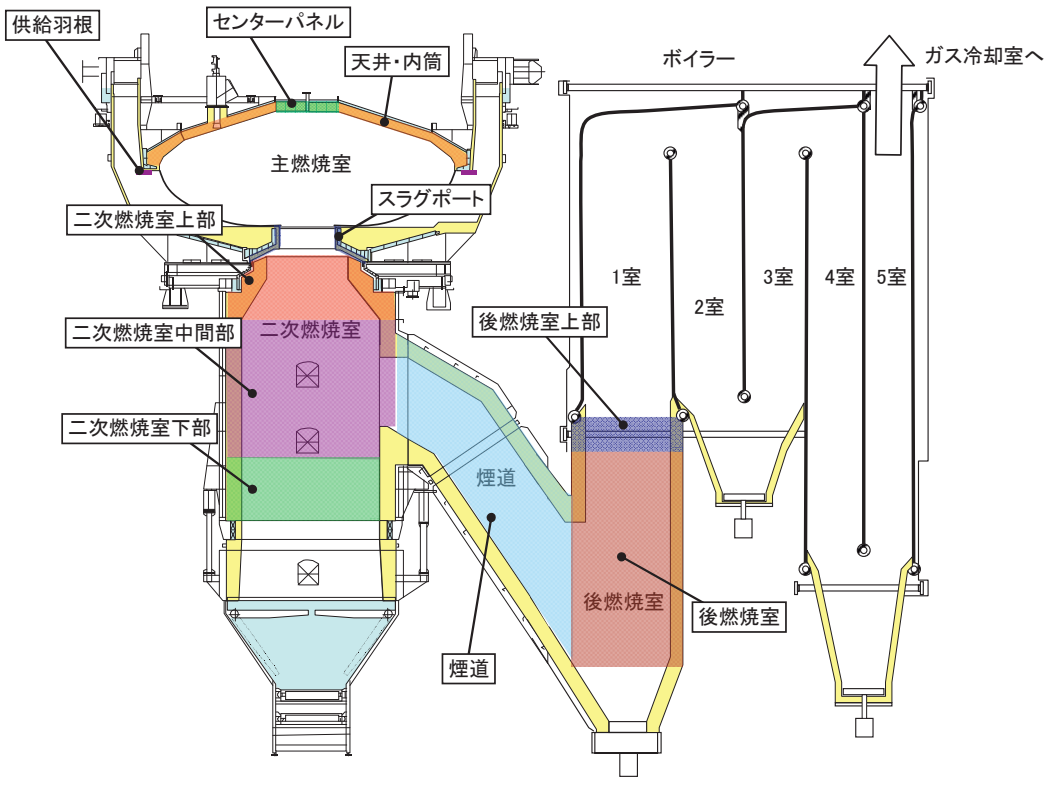 供給羽根
センターパネル
天井・内筒
ボイラー
ガス冷却室へ
主燃焼室
スラグポート
二次燃焼室上部
1室
2室
3室
4室
5室
二次燃焼室中間部
二次燃焼室
後燃焼室上部
二次燃焼室下部
煙道
後燃焼室
後燃焼室
煙道